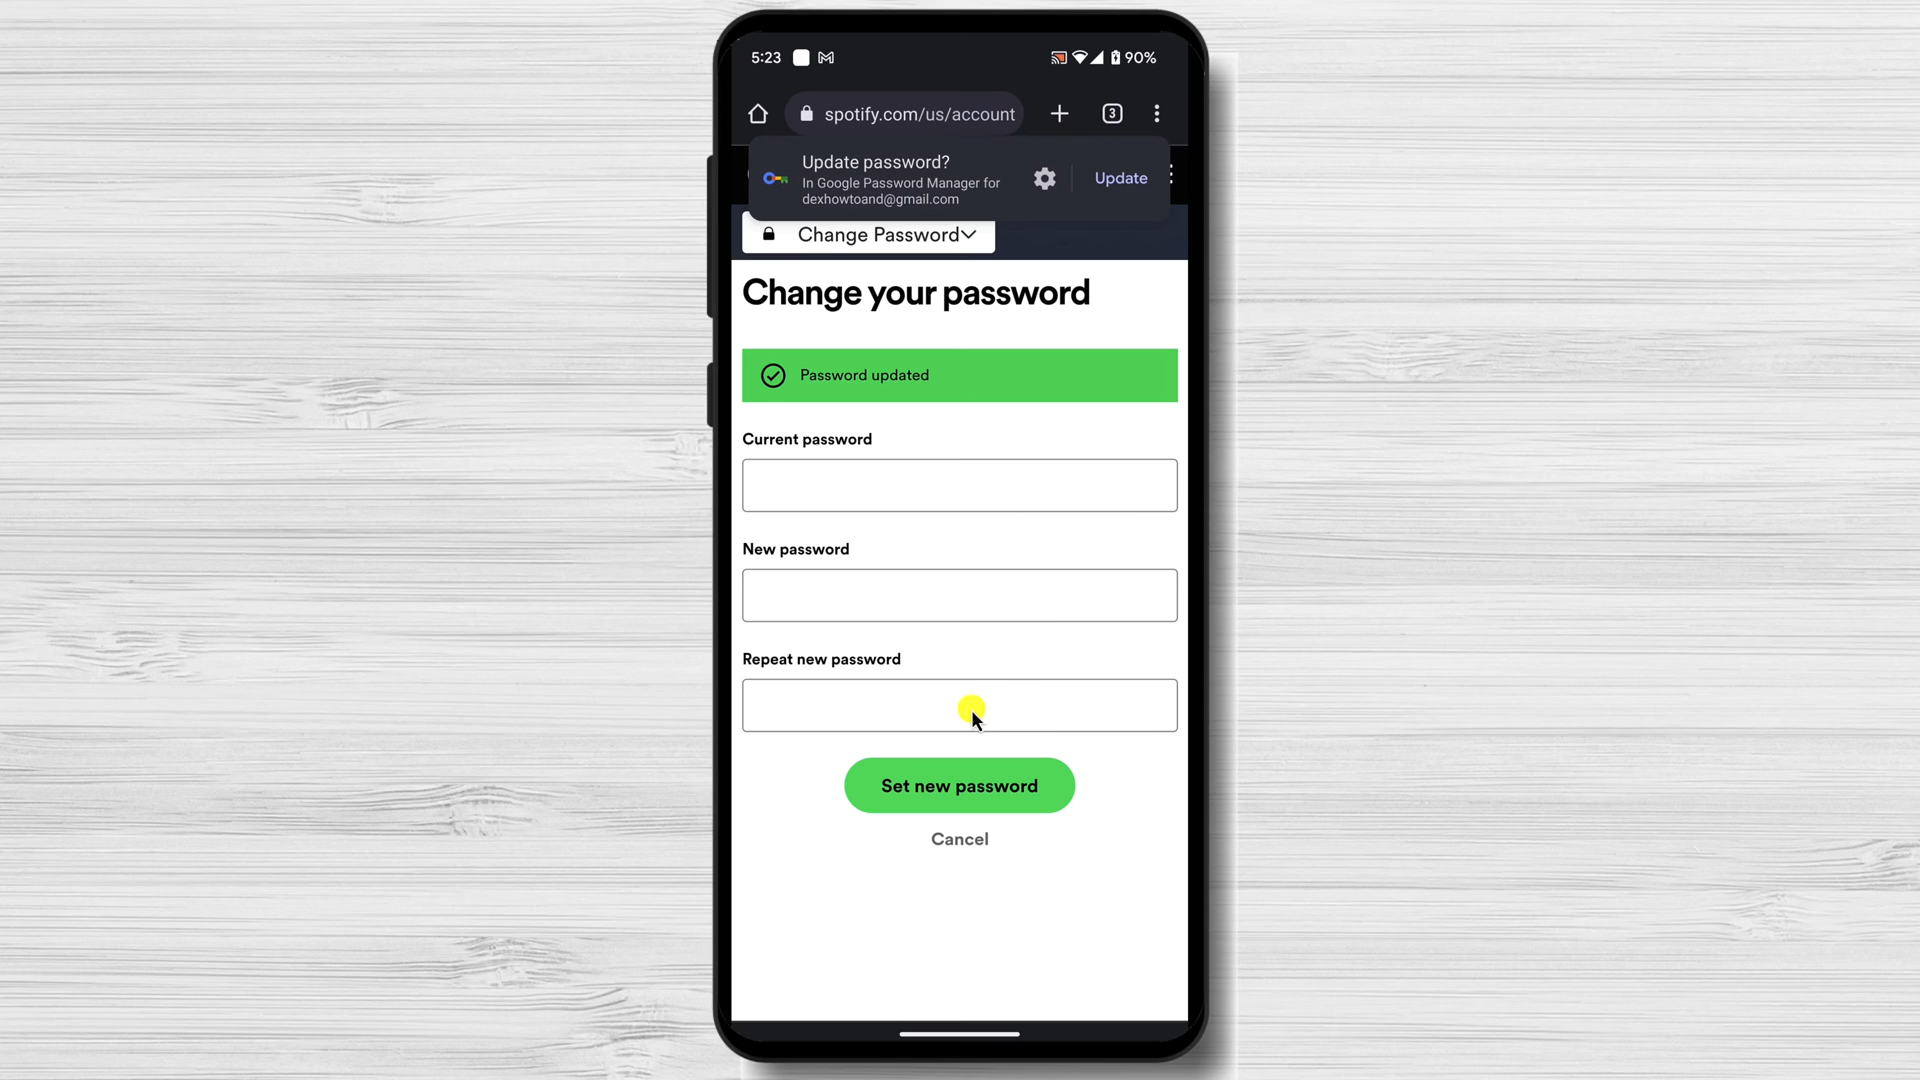 5:23
90%
spotify.com/us/account
3
Update password?
In Google Password Manager for
dexhowtoand@gmail.com
Update
Change Password
Change your password
Password updated
Current password
New password
Repeat new password
Set new password
Cancel